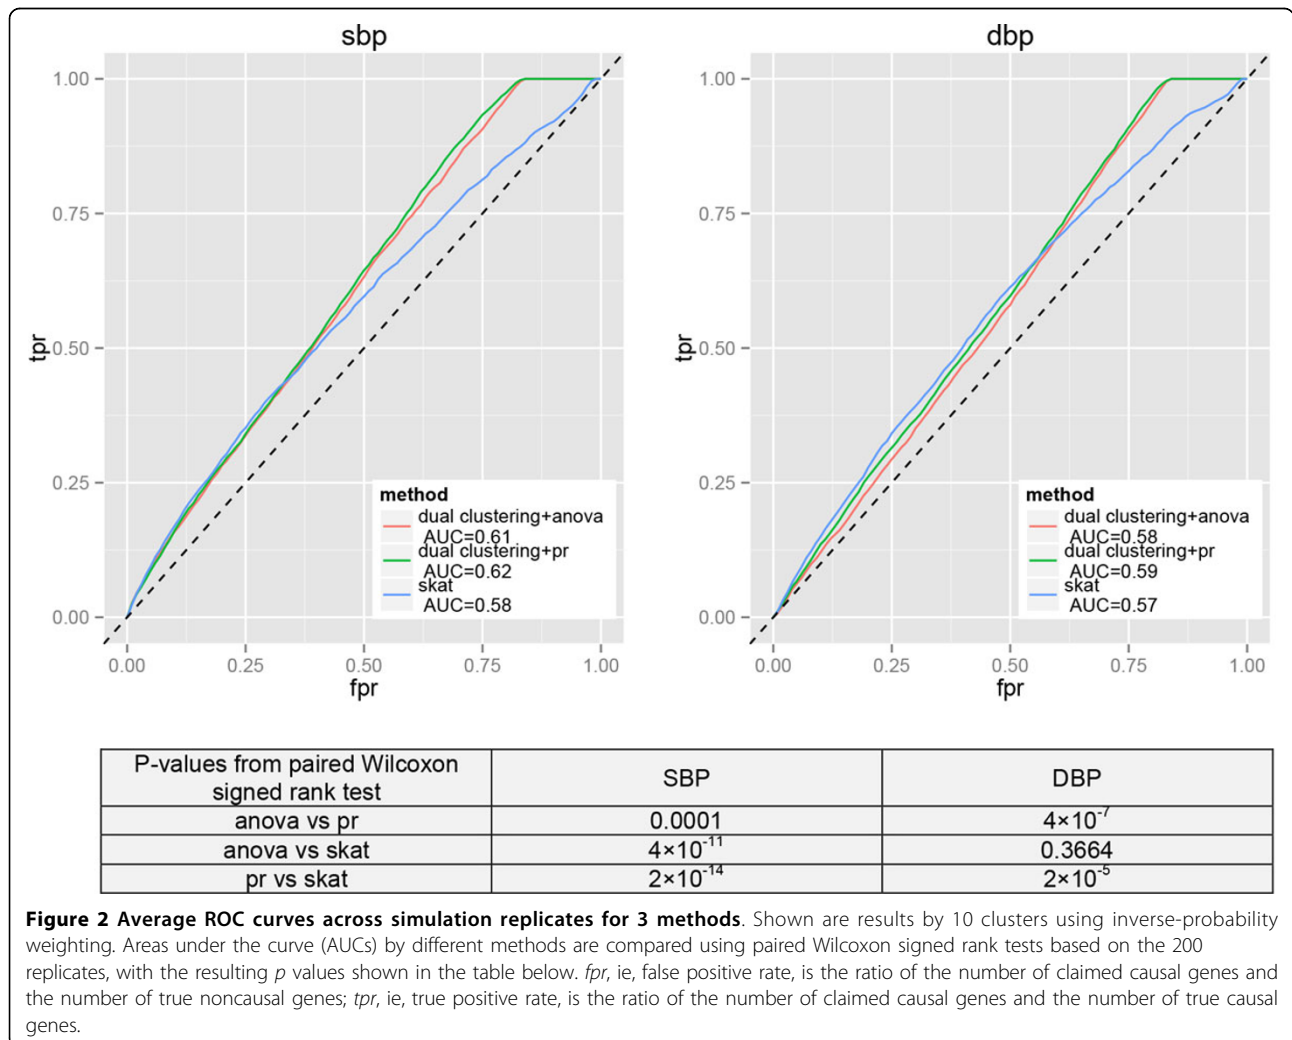 sbp
1.00
0.75
0.50
0.25
0.00
tpr
method
dual clustering+anova
AUC=0.61
dual clustering+pr
AUC=0.62
skat
AUC=0.58
0.00 0.25 0.50 0.75 1.00
fpr
dbp
1.00
0.75
0.50
0.25
0.00
tpr
method
dual clustering+anova
AUC=0.58
dual clustering+pr
AUC=0.59
skat
AUC=0.57
0.00 0.25 0.50 0.75 1.00
fpr
P-values from paired Wilcoxon
signed rank test
SBP
DBP
anova vs pr 0.0001 4×10⁻⁷
anova vs skat 4×10⁻¹¹ 0.3664
pr vs skat 2×10⁻¹⁴ 2×10⁻⁵
Figure 2 Average ROC curves across simulation replicates for 3 methods. Shown are results by 10 clusters using inverse-probability
weighting. Areas under the curve (AUCs) by different methods are compared using paired Wilcoxon signed rank tests based on the 200
replicates, with the resulting p values shown in the table below. fpr, ie, false positive rate, is the ratio of the number of claimed causal genes and
the number of true noncausal genes; tpr, ie, true positive rate, is the ratio of the number of claimed causal genes and the number of true causal
genes.